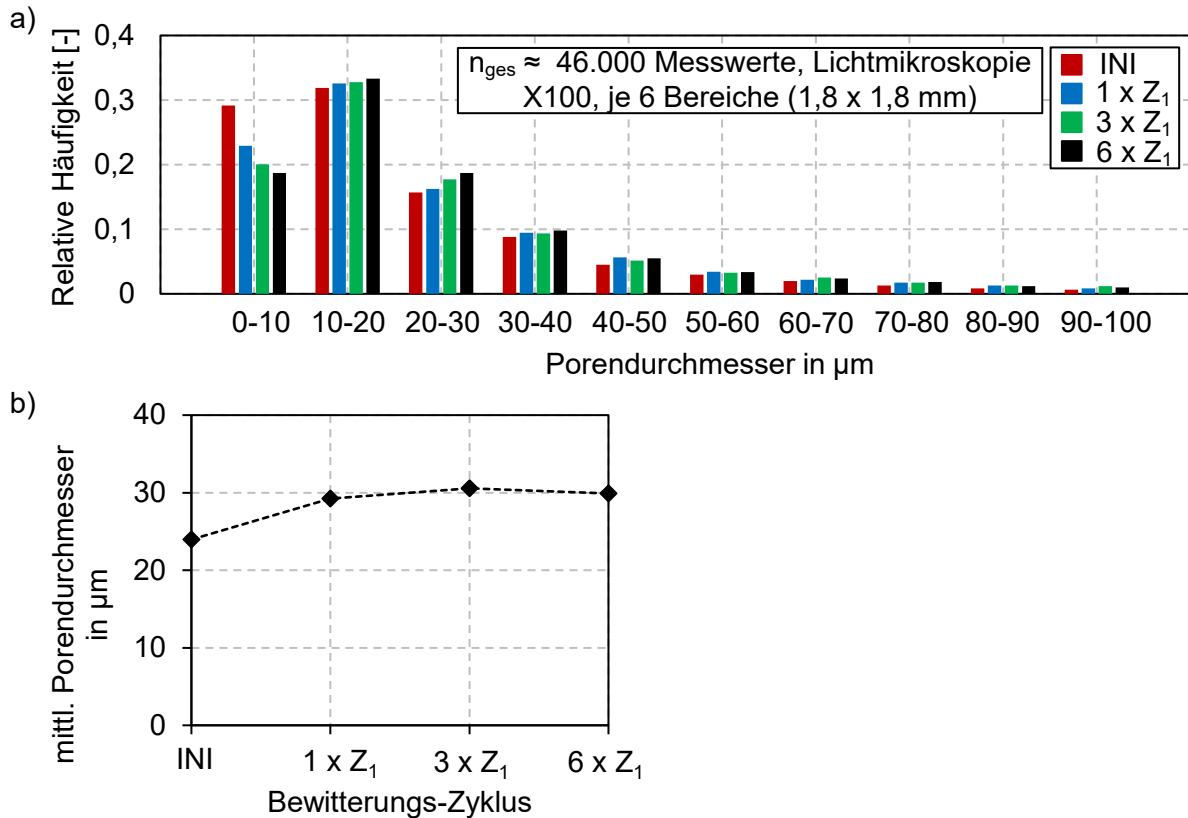 a)
Relative Häufigkeit [-]
0,4
0,3
0,2
0,1
0
n_ges ≈ 46.000 Messwerte, Lichtmikroskopie
X100, je 6 Bereiche (1,8 x 1,8 mm)
INI
1 x Z₁
3 x Z₁
6 x Z₁
0-10 10-20 20-30 30-40 40-50 50-60 60-70 70-80 80-90 90-100
Porendurchmesser in µm
b)
mittl. Porendurchmesser
in µm
40
30
20
10
0
INI 1 x Z₁ 3 x Z₁ 6 x Z₁
Bewitterungs-Zyklus